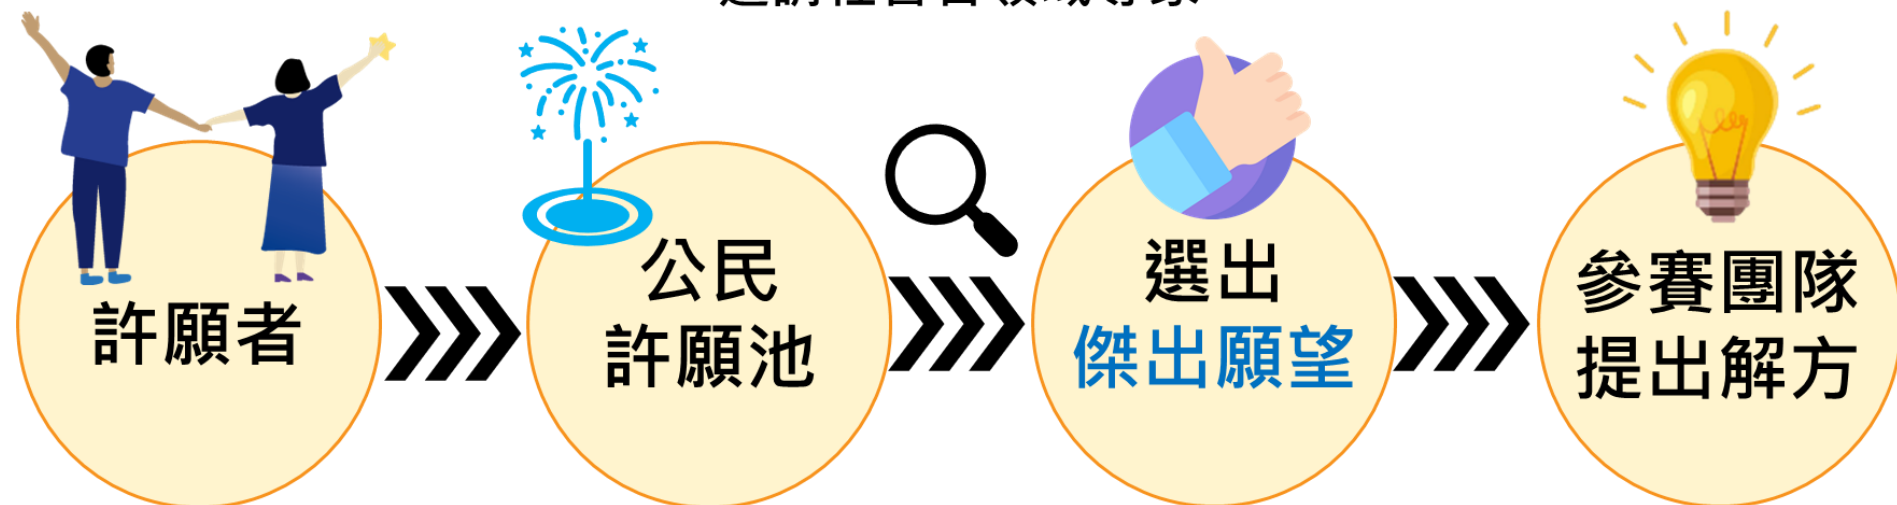 許願者
公民
許願池
選出
傑出願望
參賽團隊
提出解方